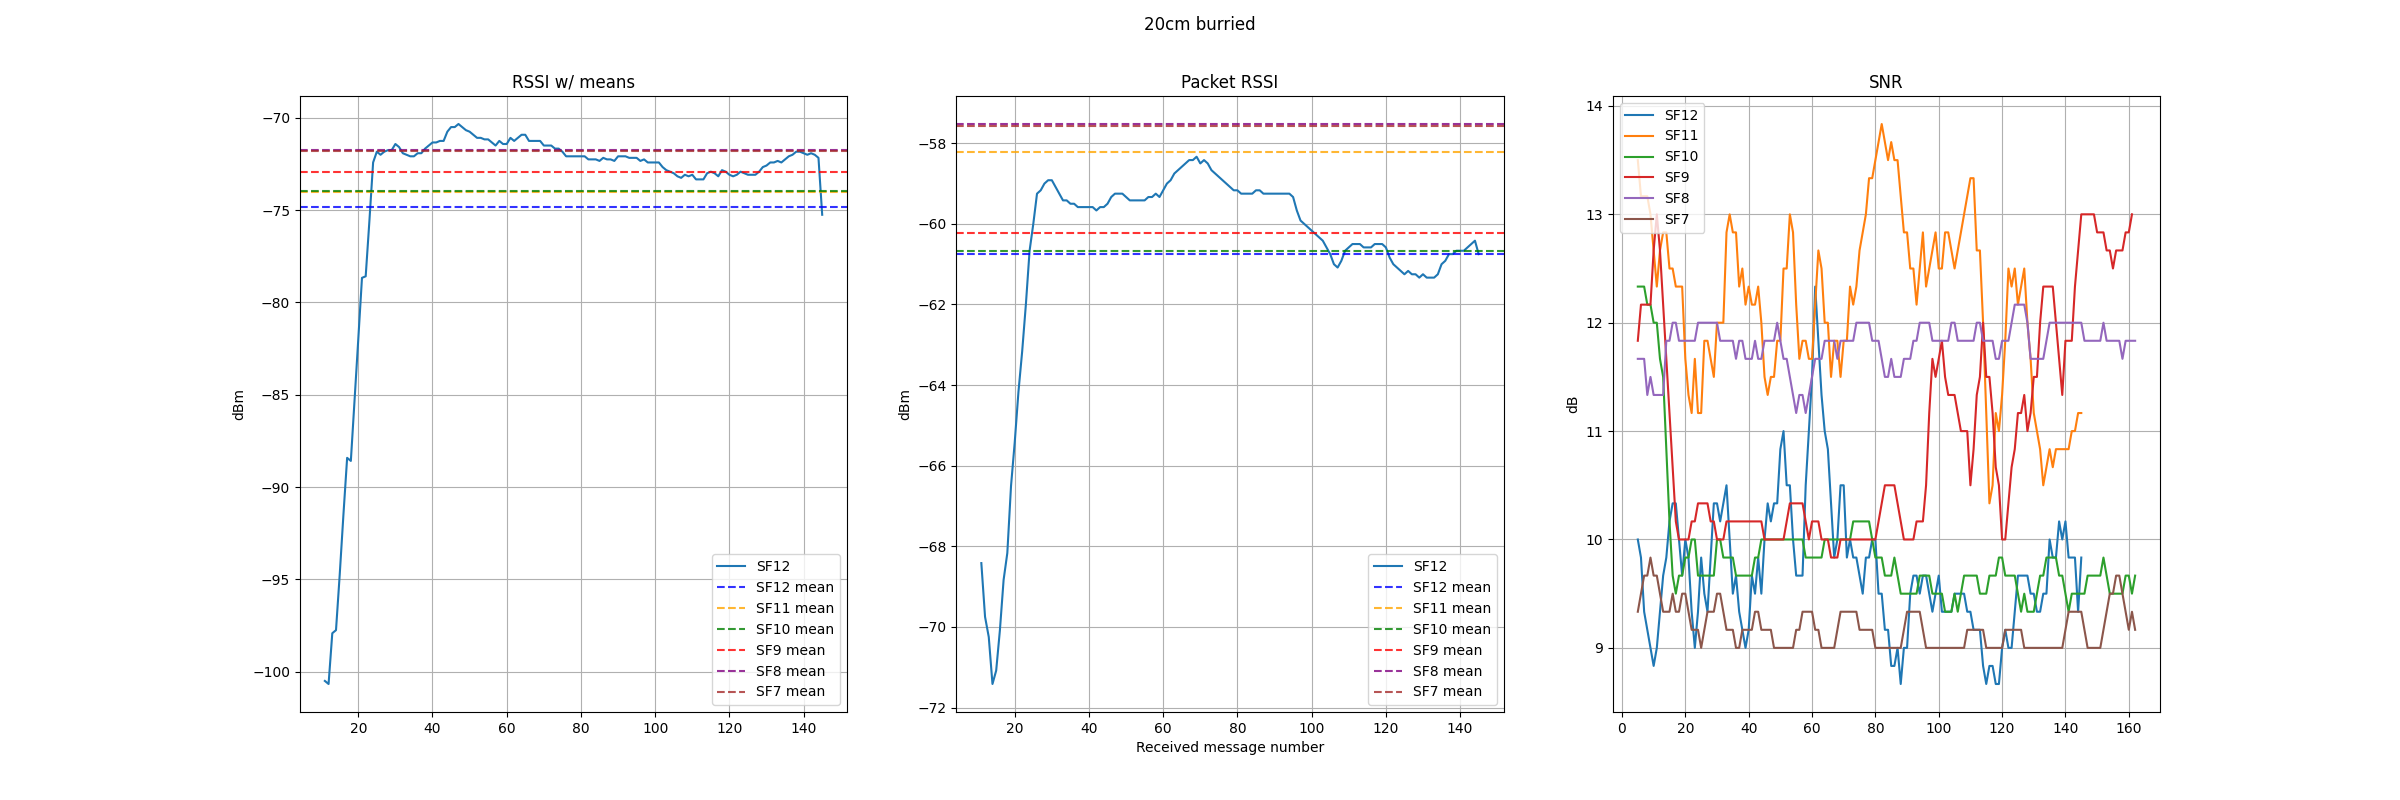 20cm burried
RSSI w/ means
dBm
−70
−75
−80
−85
−90
−95
−100
20 40 60 80 100 120 140
SF12
SF12 mean
SF11 mean
SF10 mean
SF9 mean
SF8 mean
SF7 mean
Packet RSSI
dBm
−58
−60
−62
−64
−66
−68
−70
−72
20 40 60 80 100 120 140
Received message number
SF12
SF12 mean
SF11 mean
SF10 mean
SF9 mean
SF8 mean
SF7 mean
SNR
dB
14
13
12
11
10
9
0 20 40 60 80 100 120 140 160
SF12
SF11
SF10
SF9
SF8
SF7